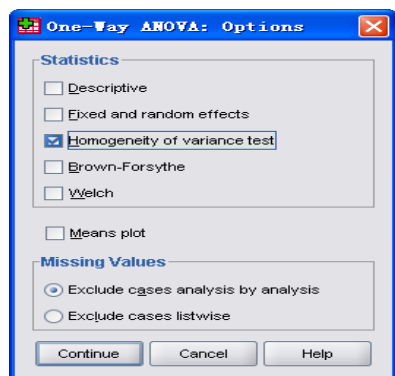 One-Way ANOVA: Options
Statistics
Descriptive
Fixed and random effects
Homogeneity of variance test
Brown-Forsythe
Welch
Means plot
Missing Values
Exclude cases analysis by analysis
Exclude cases listwise
Continue Cancel Help